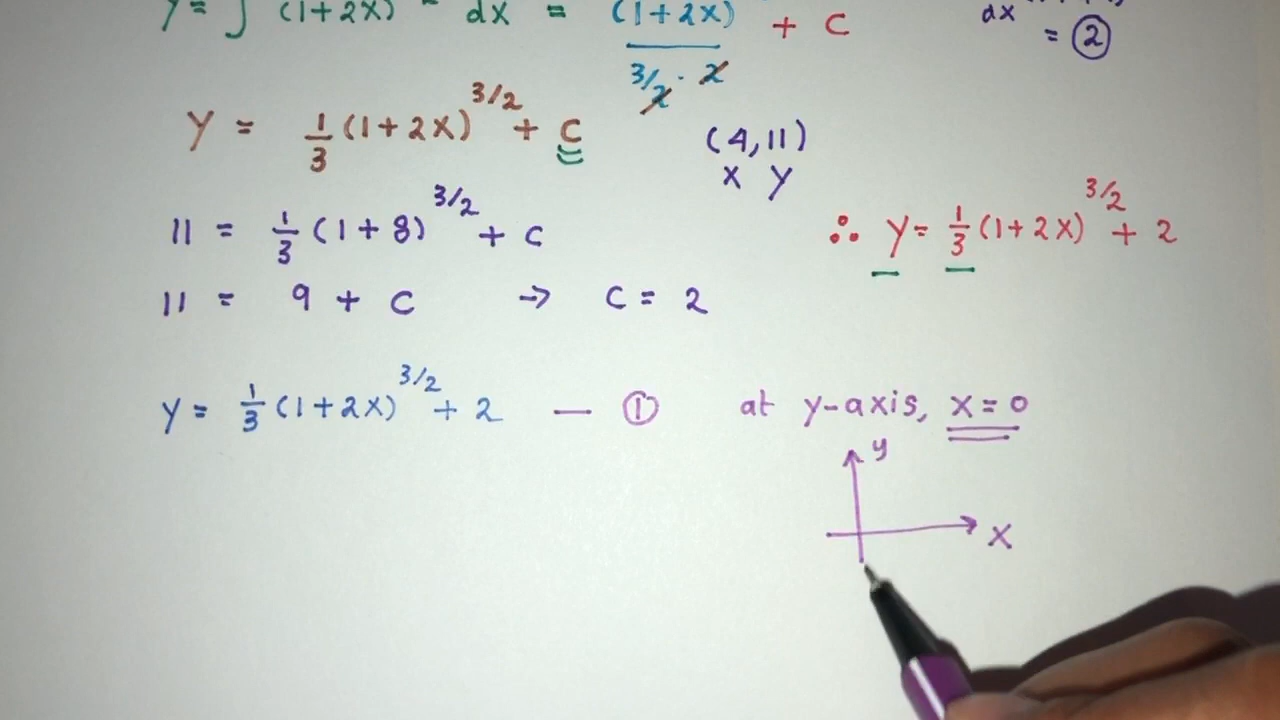 y = ∫ (1+2x) dx = (1+2x) / 3/2 · 2 + C
dx
= 2
y = 1/3 (1+2x)^3/2 + C
(4,11)
x y
11 = 1/3 (1+8)^3/2 + C
∴ y = 1/3 (1+2x)^3/2 + 2
11 = 9 + C → C = 2
y = 1/3 (1+2x)^3/2 + 2 — ①
at y-axis, x = 0
y
x